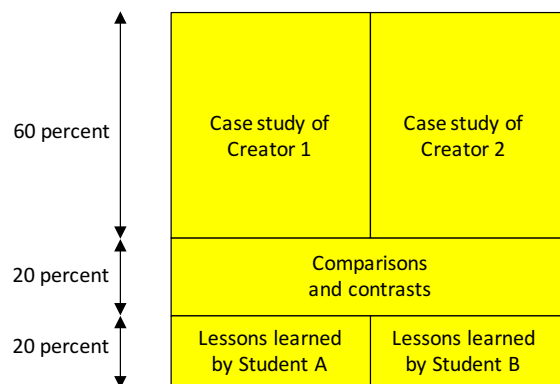 60 percent
Case study of
Creator 1
Case study of
Creator 2
20 percent
Comparisons
and contrasts
20 percent
Lessons learned
by Student A
Lessons learned
by Student B